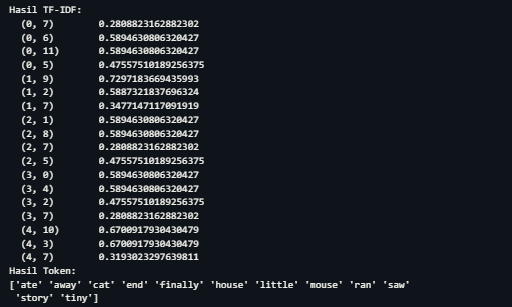 Hasil TF-IDF:
(0, 7) 0.2808823162882302
(0, 6) 0.5894630806320427
(0, 11) 0.5894630806320427
(0, 5) 0.47557510189256375
(1, 9) 0.7297183669435993
(1, 2) 0.5887321837696324
(1, 7) 0.3477147117091919
(2, 1) 0.5894630806320427
(2, 8) 0.5894630806320427
(2, 7) 0.2808823162882302
(2, 5) 0.47557510189256375
(3, 0) 0.5894630806320427
(3, 4) 0.5894630806320427
(3, 2) 0.47557510189256375
(3, 7) 0.2808823162882302
(4, 10) 0.6700917930430479
(4, 3) 0.6700917930430479
(4, 7) 0.3193023297639811
Hasil Token:
['ate' 'away' 'cat' 'end' 'finally' 'house' 'little' 'mouse' 'ran' 'saw'
'story' 'tiny']